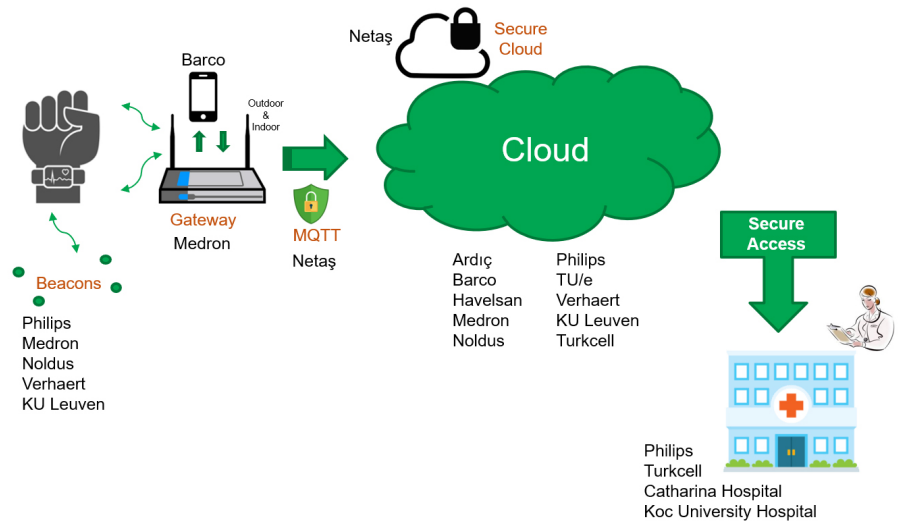 Netaş
Secure
Cloud
Barco
Outdoor
&
Indoor
Cloud
Gateway
Medron
MQTT
Netaş
Secure
Access
Beacons
Philips
Medron
Noldus
Verhaert
KU Leuven
Ardıç
Barco
Havelsan
Medron
Noldus
Philips
TU/e
Verhaert
KU Leuven
Turkcell
Philips
Turkcell
Catharina Hospital
Koc University Hospital